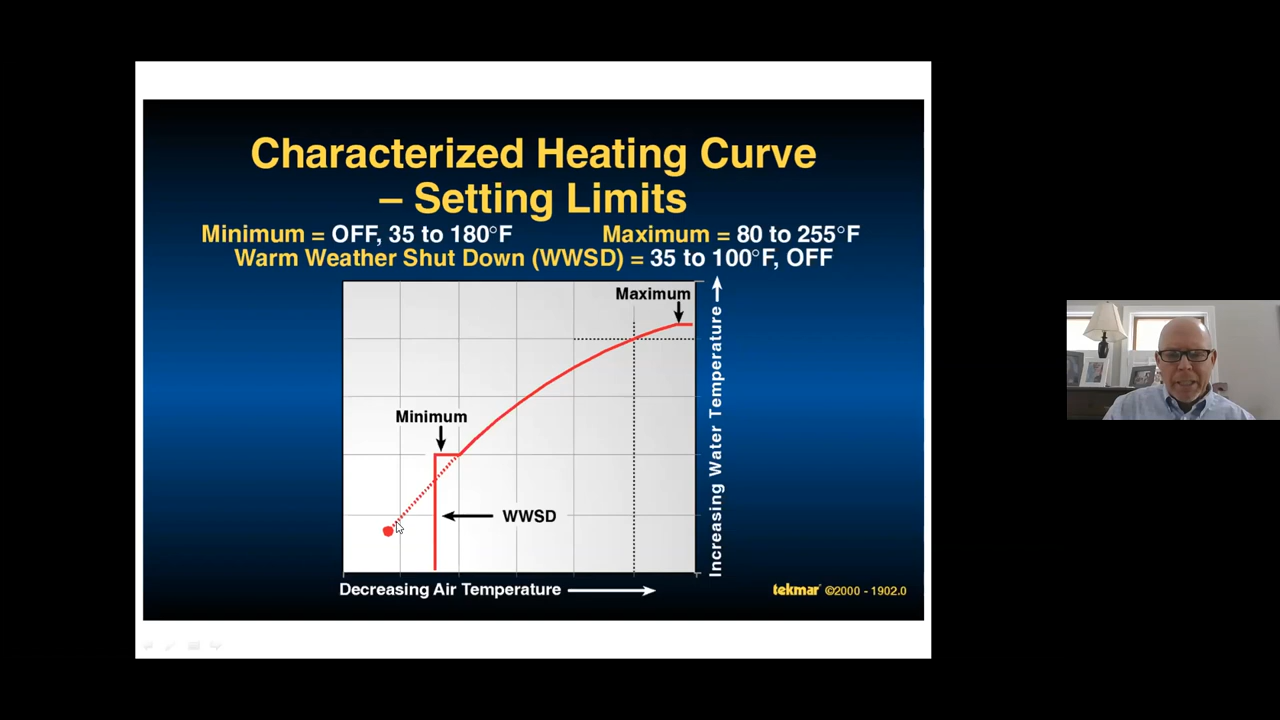 Characterized Heating Curve
– Setting Limits
Minimum = OFF, 35 to 180°F
Maximum = 80 to 255°F
Warm Weather Shut Down (WWSD) = 35 to 100°F, OFF
Maximum
Minimum
WWSD
Increasing Water Temperature
Decreasing Air Temperature
tekmar ©2000 - 1902.0